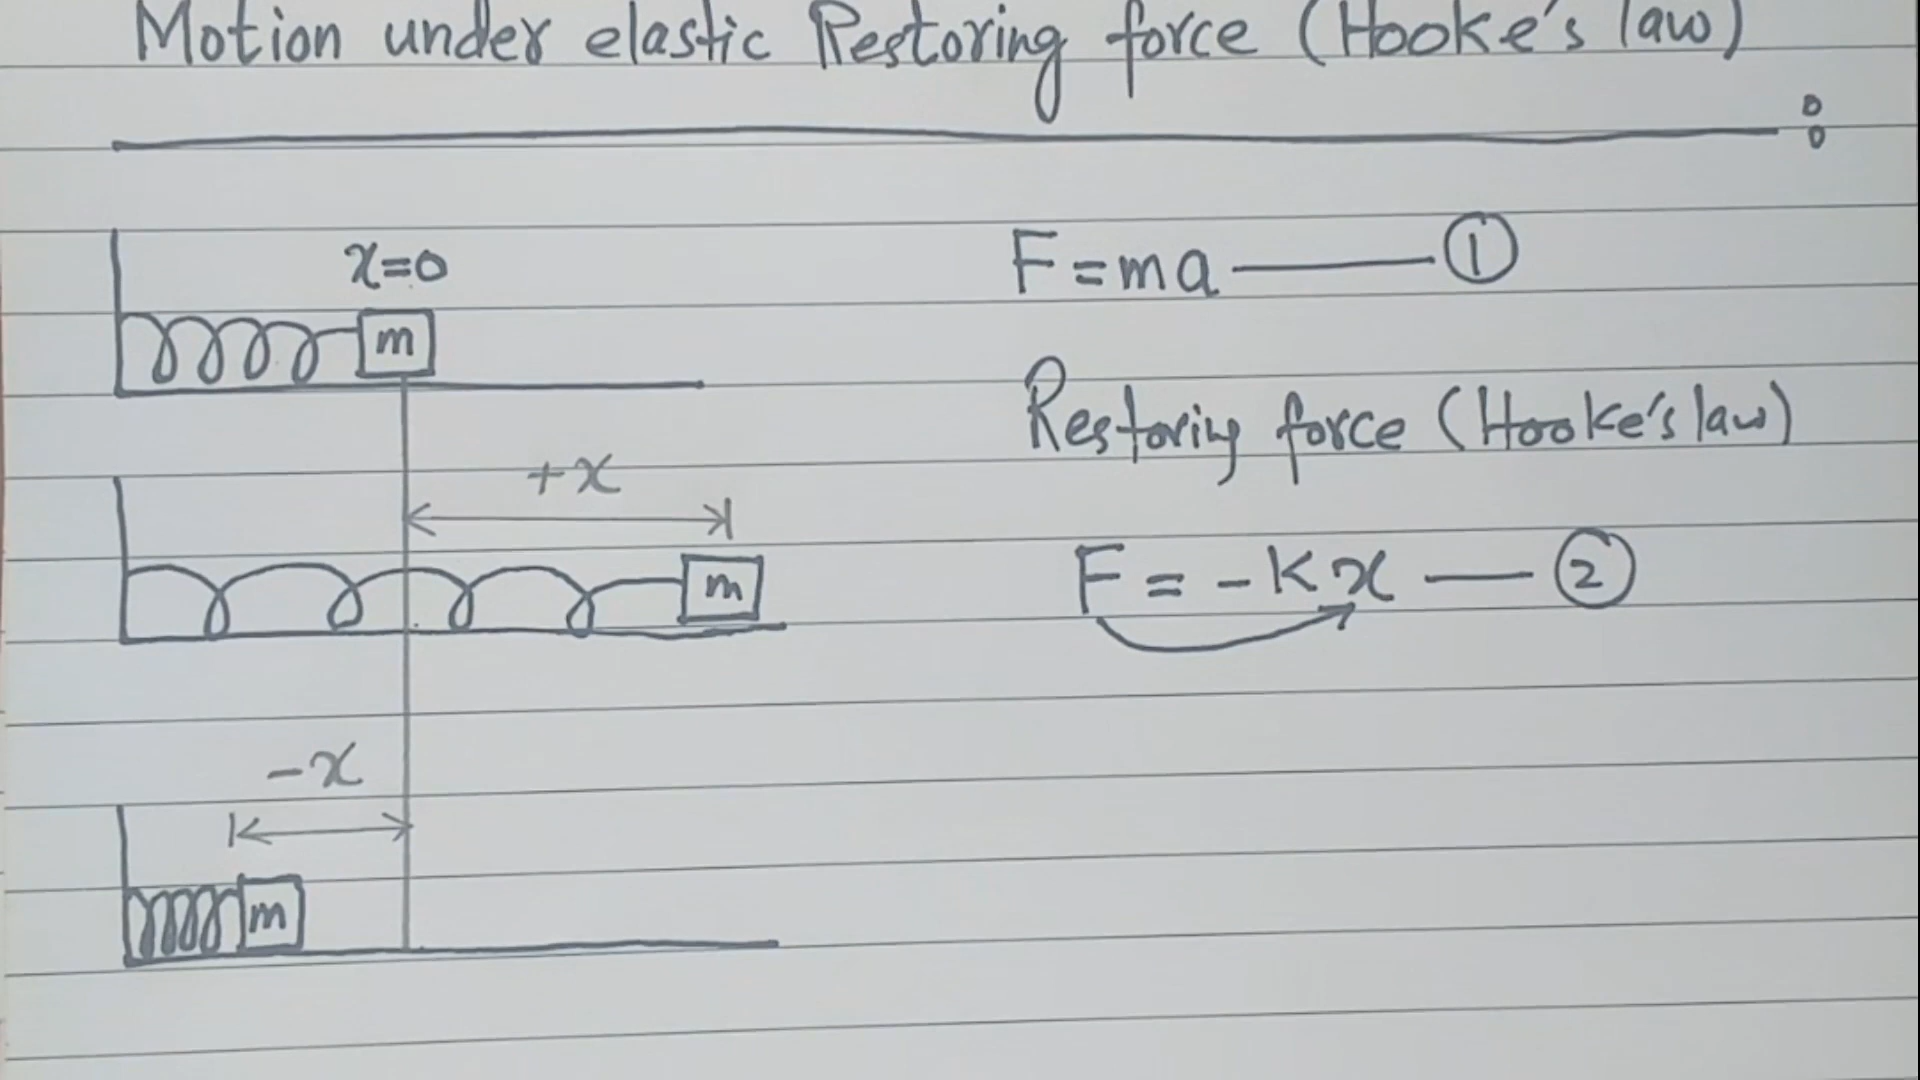 Motion under elastic Restoring force (Hooke's law) :
x=0
m
F = ma —— ①
Restoring force (Hooke's law)
+x
m
F = -Kx — ②
-x
m